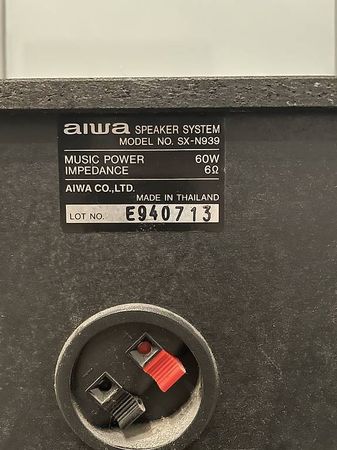 aiwa SPEAKER SYSTEM
MODEL NO. SX-N939
MUSIC POWER 60W
IMPEDANCE 6Ω
AIWA CO.,LTD.
MADE IN THAILAND
LOT NO. E940713